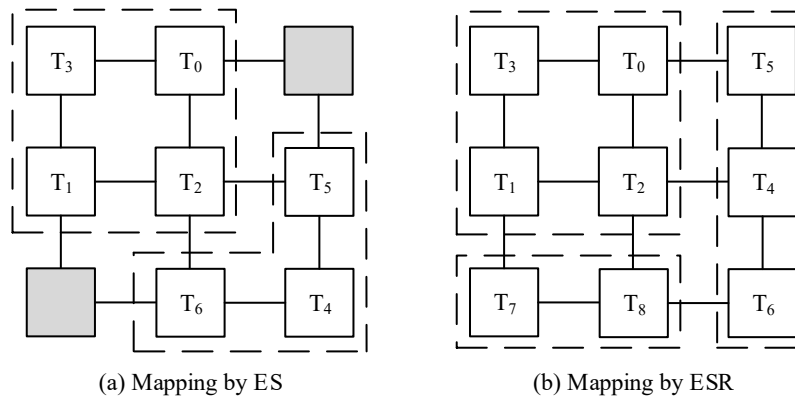 T₃ T₀ T₃ T₀ T₅
T₁ T₂ T₅ T₁ T₂ T₄
T₆ T₄ T₇ T₈ T₆
(a) Mapping by ES (b) Mapping by ESR